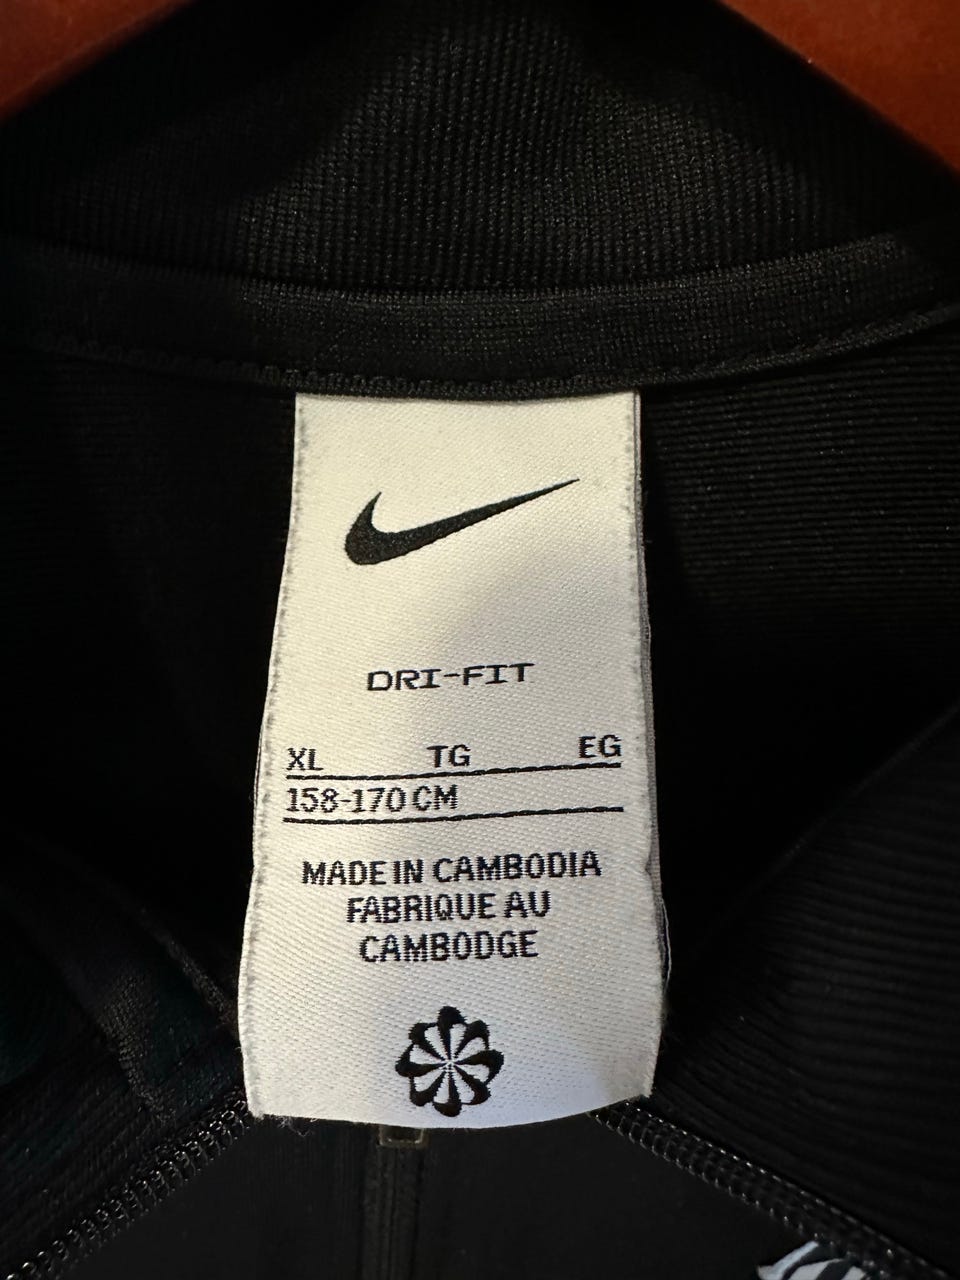 DRI-FIT
XL TG EG
158-170 CM
MADE IN CAMBODIA
FABRIQUE AU
CAMBODGE